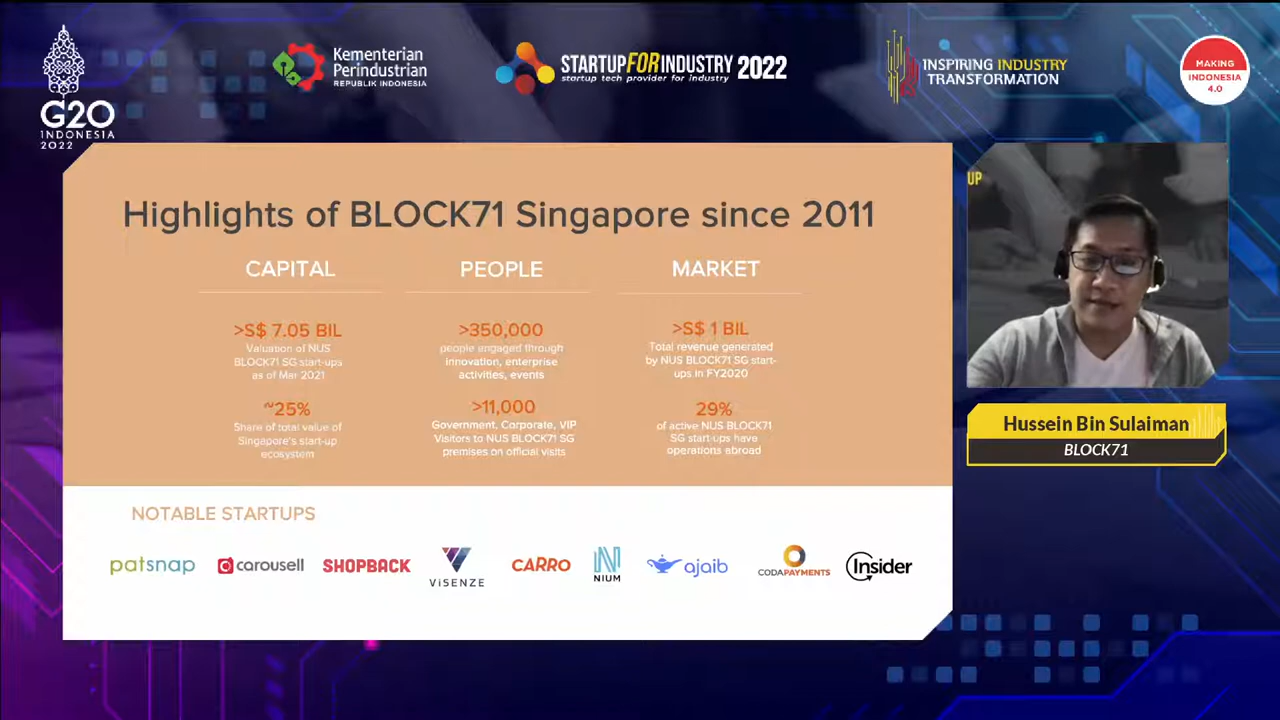 G20
INDONESIA
2022
Kementerian
Perindustrian
REPUBLIK INDONESIA
STARTUPFORINDUSTRY 2022
startup tech provider for industry
INSPIRING INDUSTRY
TRANSFORMATION
MAKING
INDONESIA
4.0
Highlights of BLOCK71 Singapore since 2011
CAPITAL
>S$ 7.05 BIL
Valuation of NUS
BLOCK71 SG start-ups
as of Mar 2021
~25%
Share of total value of
Singapore's start-up
ecosystem
PEOPLE
>350,000
people engaged through
innovation, enterprise
activities, events
>11,000
Government, Corporate, VIP
Visitors to NUS BLOCK71 SG
premises on official visits
MARKET
>S$ 1 BIL
Total revenue generated
by NUS BLOCK71 SG start-
ups in FY2020
29%
of active NUS BLOCK71
SG start-ups have
operations abroad
NOTABLE STARTUPS
patsnap
carousell
SHOPBACK
ViSENZE
CARRO
NIUM
ajaib
CODAPAYMENTS
Insider
UP
Hussein Bin Sulaiman
BLOCK71